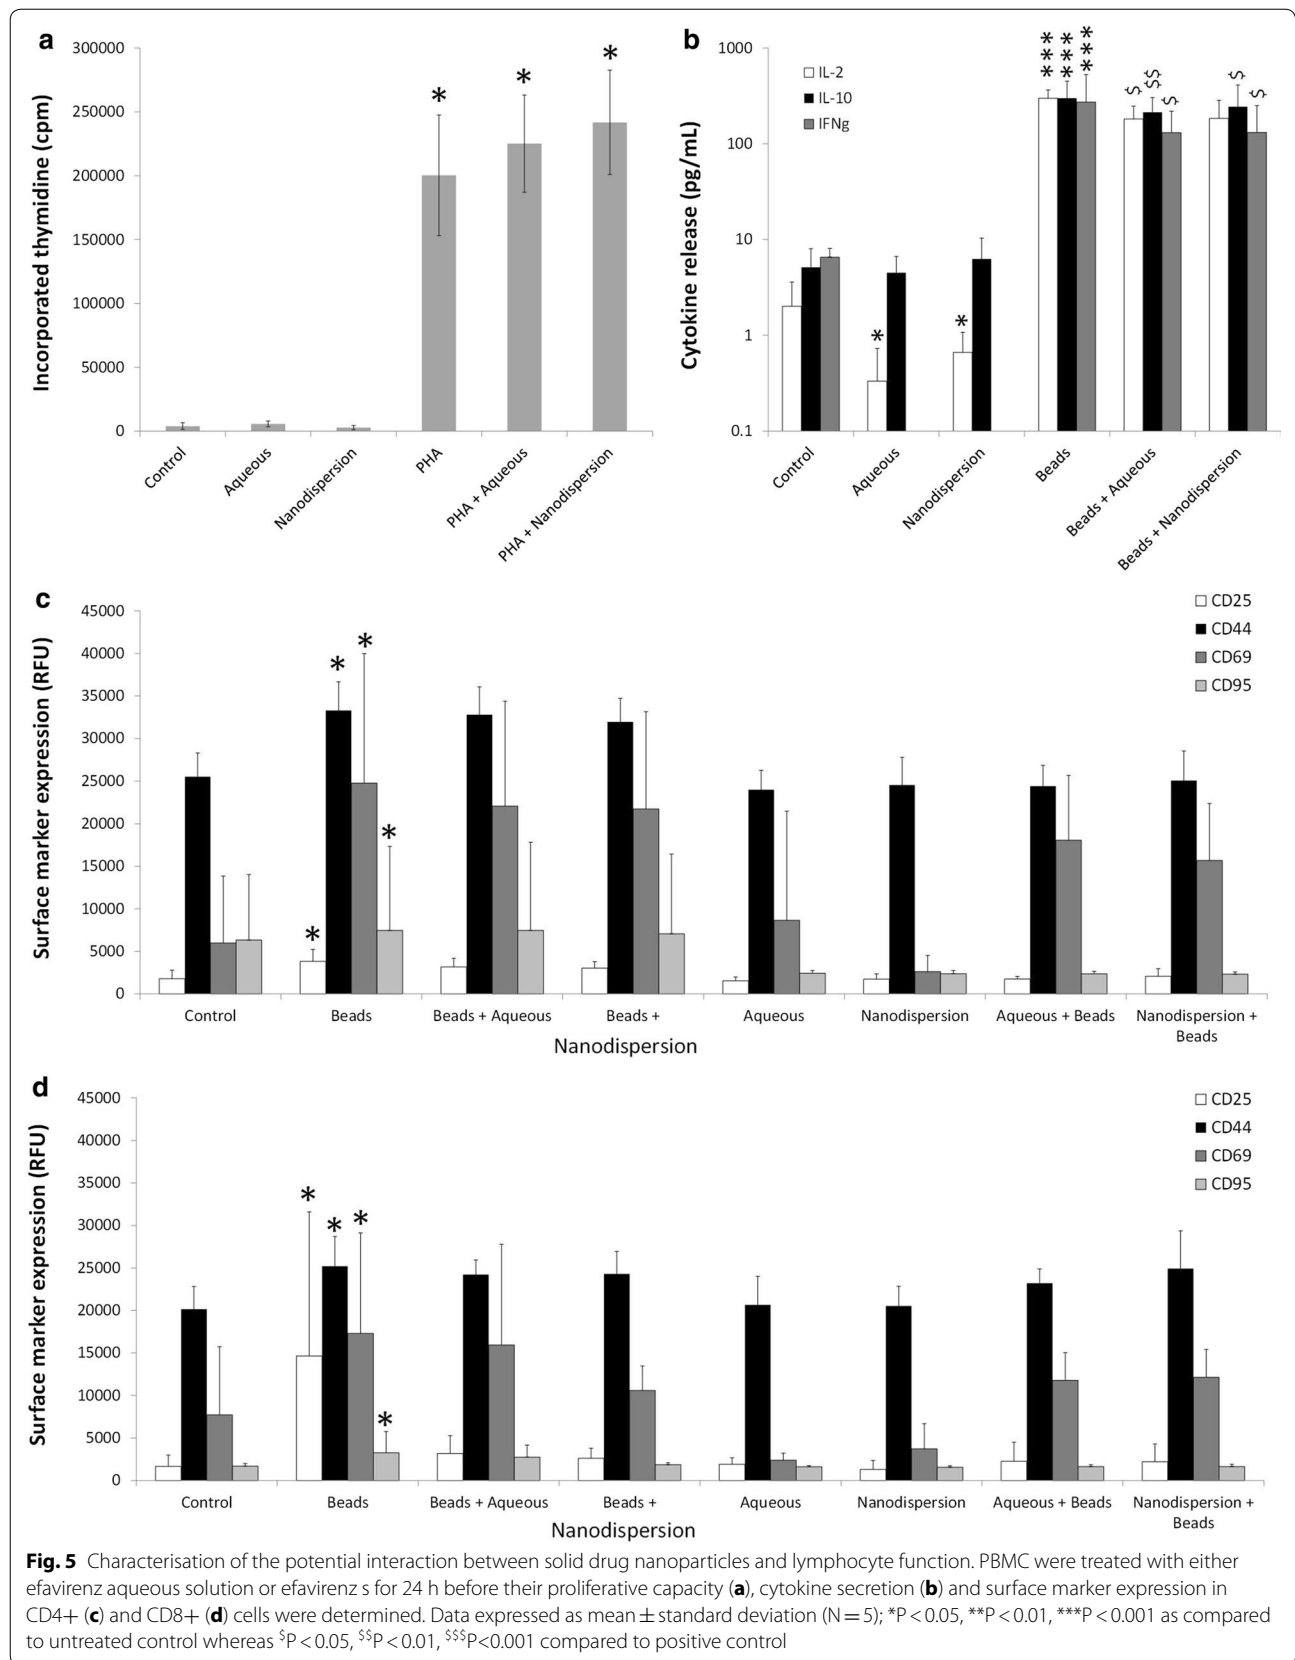 a
Incorporated thymidine (cpm)
300000
250000
200000
150000
100000
50000
0
*
*
*
Control
Aqueous
Nanodispersion
PHA
PHA + Aqueous
PHA + Nanodispersion
b
Cytokine release (pg/mL)
1000
100
10
1
0.1
IL-2
IL-10
IFNg
*
*
***
***
***
$
$$
$
$
$
Control
Aqueous
Nanodispersion
Beads
Beads + Aqueous
Beads + Nanodispersion
c
Surface marker expression (RFU)
45000
40000
35000
30000
25000
20000
15000
10000
5000
0
*
*
*
*
CD25
CD44
CD69
CD95
Control
Beads
Beads + Aqueous
Beads +
Nanodispersion
Aqueous
Nanodispersion
Aqueous + Beads
Nanodispersion +
Beads
d
Surface marker expression (RFU)
45000
40000
35000
30000
25000
20000
15000
10000
5000
0
*
*
*
*
CD25
CD44
CD69
CD95
Control
Beads
Beads + Aqueous
Beads +
Nanodispersion
Aqueous
Nanodispersion
Aqueous + Beads
Nanodispersion +
Beads
Fig. 5 Characterisation of the potential interaction between solid drug nanoparticles and lymphocyte function. PBMC were treated with either
efavirenz aqueous solution or efavirenz s for 24 h before their proliferative capacity (a), cytokine secretion (b) and surface marker expression in
CD4+ (c) and CD8+ (d) cells were determined. Data expressed as mean ± standard deviation (N = 5); *P < 0.05, **P < 0.01, ***P < 0.001 as compared
to untreated control whereas $P < 0.05, $$P < 0.01, $$$P<0.001 compared to positive control